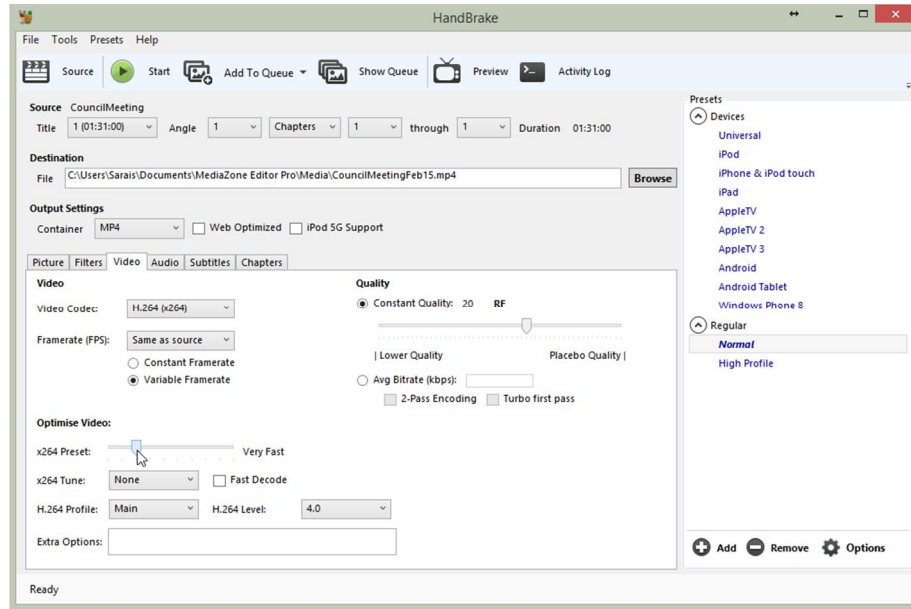 HandBrake
File Tools Presets Help
Source Start Add To Queue Show Queue Preview Activity Log
Source CouncilMeeting
Title 1 (01:31:00) Angle 1 Chapters 1 through 1 Duration 01:31:00
Destination
File C:\Users\Sarais\Documents\MediaZone Editor Pro\Media\CouncilMeetingFeb15.mp4 Browse
Output Settings
Container MP4 Web Optimized iPod 5G Support
Picture Filters Video Audio Subtitles Chapters
Video
Video Codec: H.264 (x264)
Framerate (FPS): Same as source
Constant Framerate
Variable Framerate
Quality
Constant Quality: 20 RF
| Lower Quality Placebo Quality |
Avg Bitrate (kbps):
2-Pass Encoding Turbo first pass
Optimise Video:
x264 Preset: Very Fast
x264 Tune: None Fast Decode
H.264 Profile: Main H.264 Level: 4.0
Extra Options:
Presets
Devices
Universal
iPod
iPhone & iPod touch
iPad
AppleTV
AppleTV 2
AppleTV 3
Android
Android Tablet
Windows Phone 8
Regular
Normal
High Profile
Add Remove Options
Ready